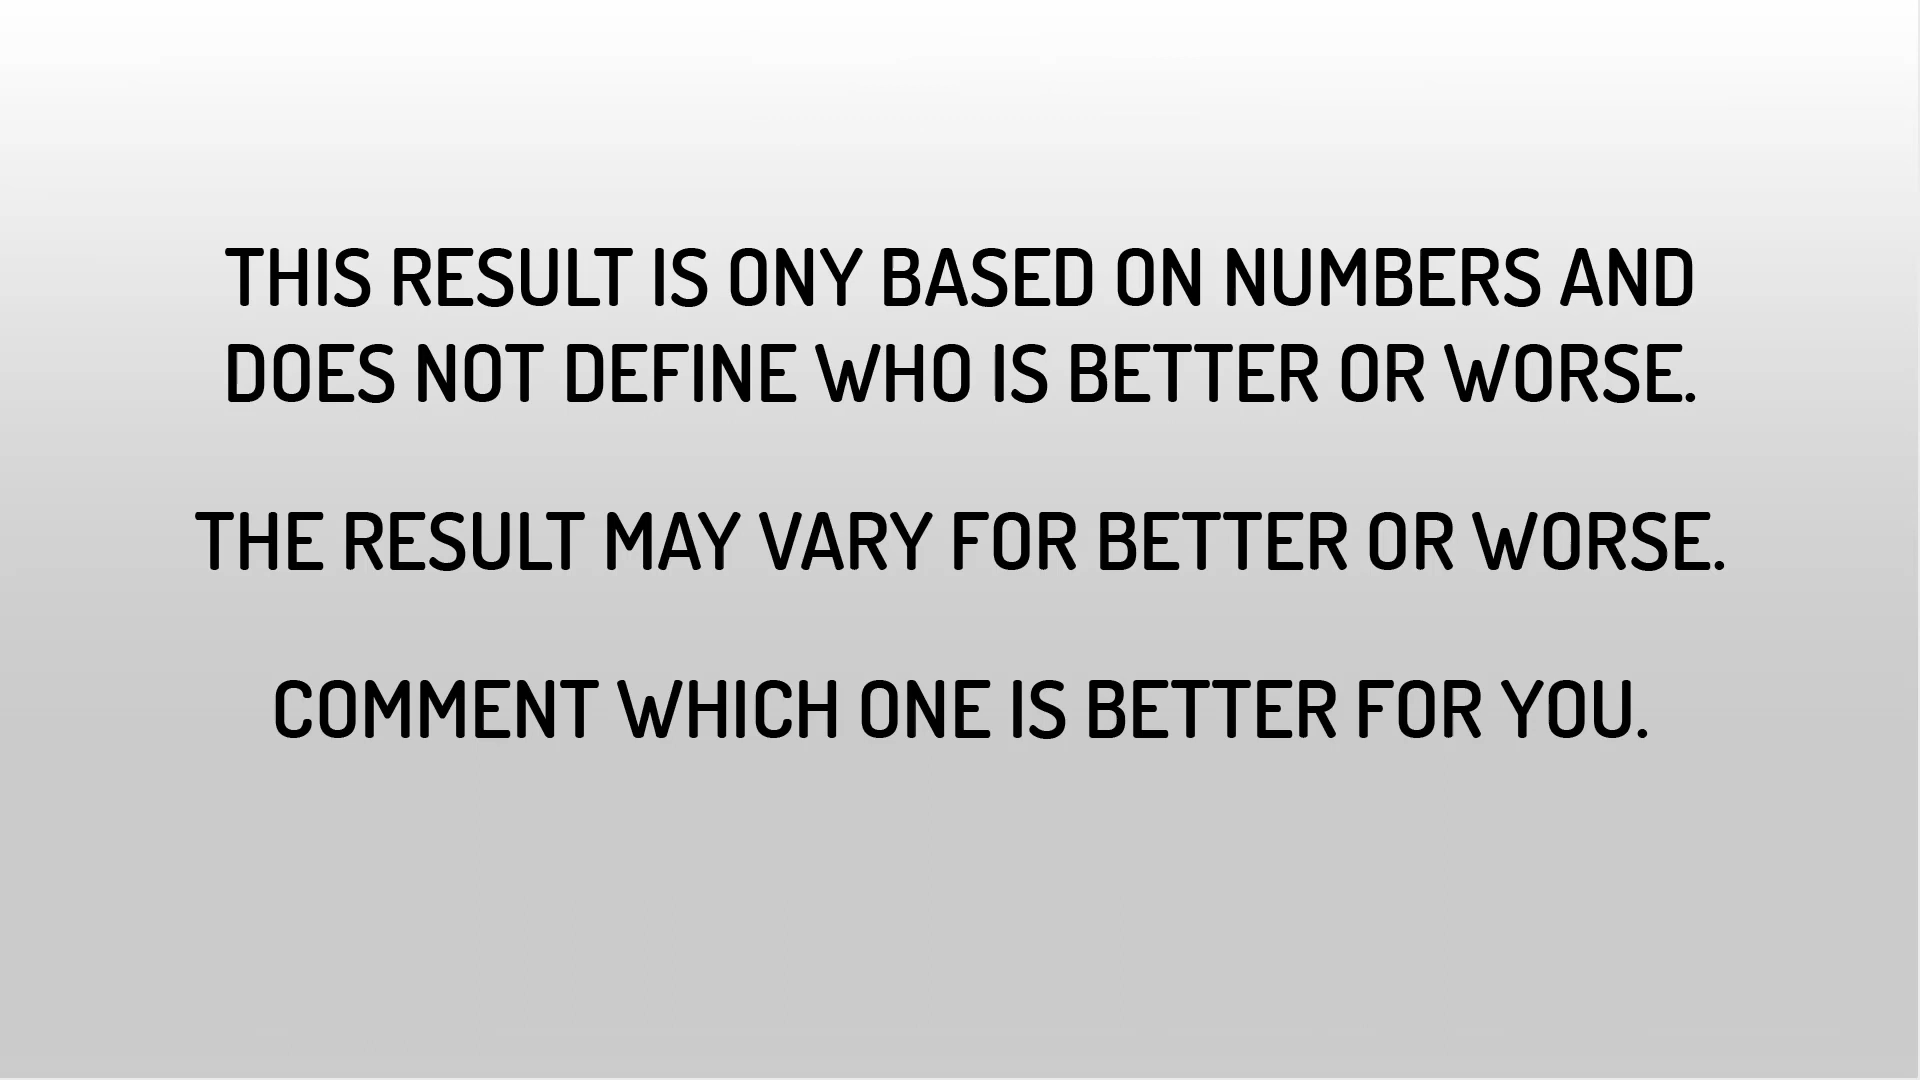 THIS RESULT IS ONY BASED ON NUMBERS AND
DOES NOT DEFINE WHO IS BETTER OR WORSE.
THE RESULT MAY VARY FOR BETTER OR WORSE.
COMMENT WHICH ONE IS BETTER FOR YOU.